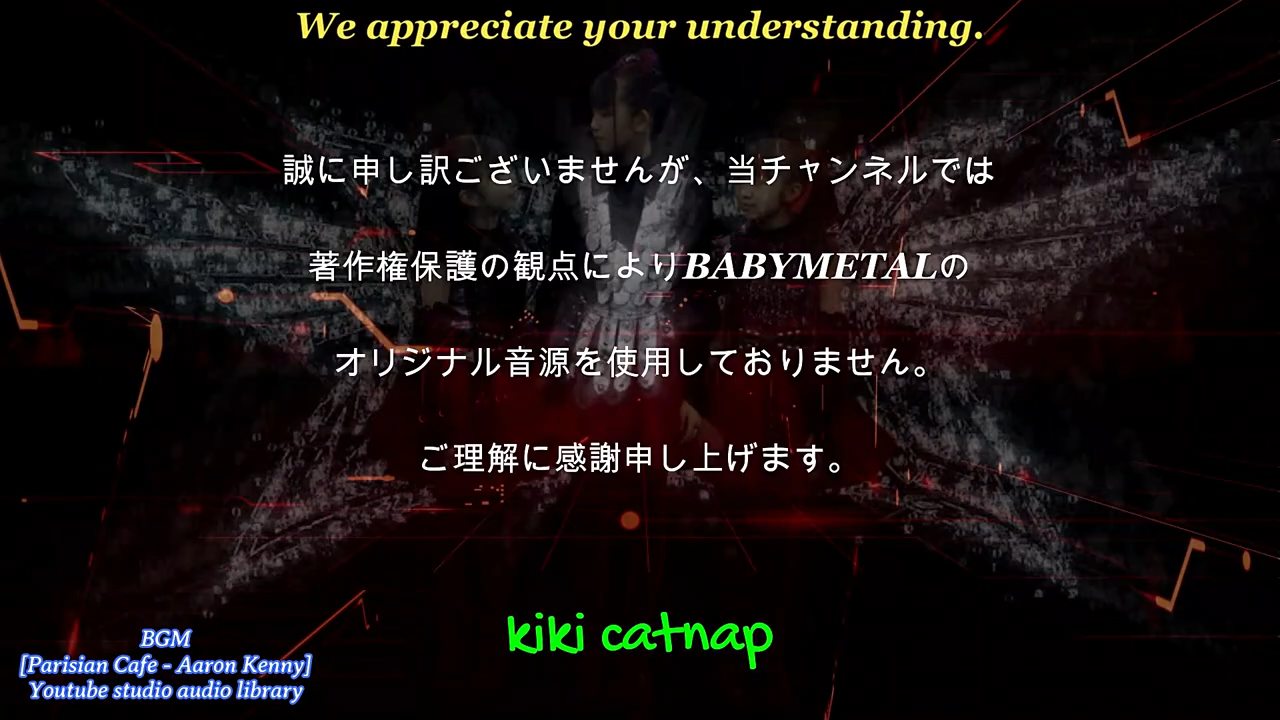 We appreciate your understanding.
誠に申し訳ございませんが、当チャンネルでは
著作権保護の観点によりBABYMETALの
オリジナル音源を使用しておりません。
ご理解に感謝申し上げます。
kiki catnap
BGM
[Parisian Cafe - Aaron Kenny]
Youtube studio audio library